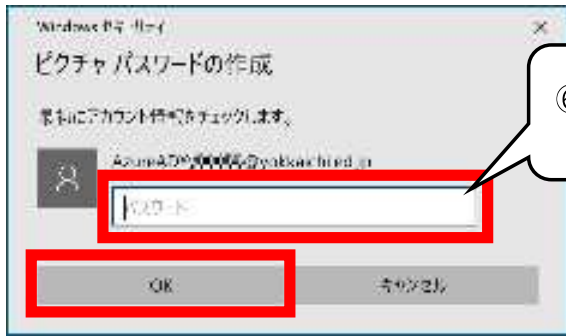 Windows セキュリティ
ピクチャ パスワードの作成
最初にアカウント情報をチェックします。
⑥
パスワード
OK
キャンセル